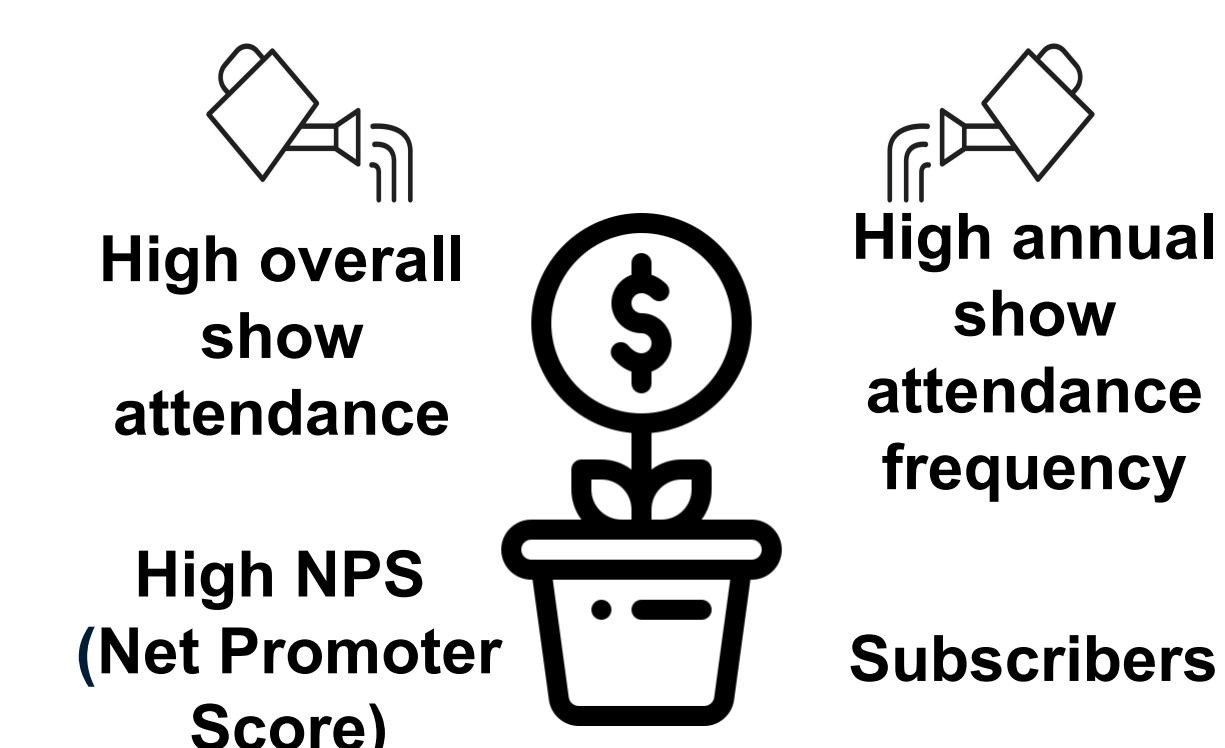 High overall
show
attendance
High NPS
(Net Promoter
Score)
$
High annual
show
attendance
frequency
Subscribers